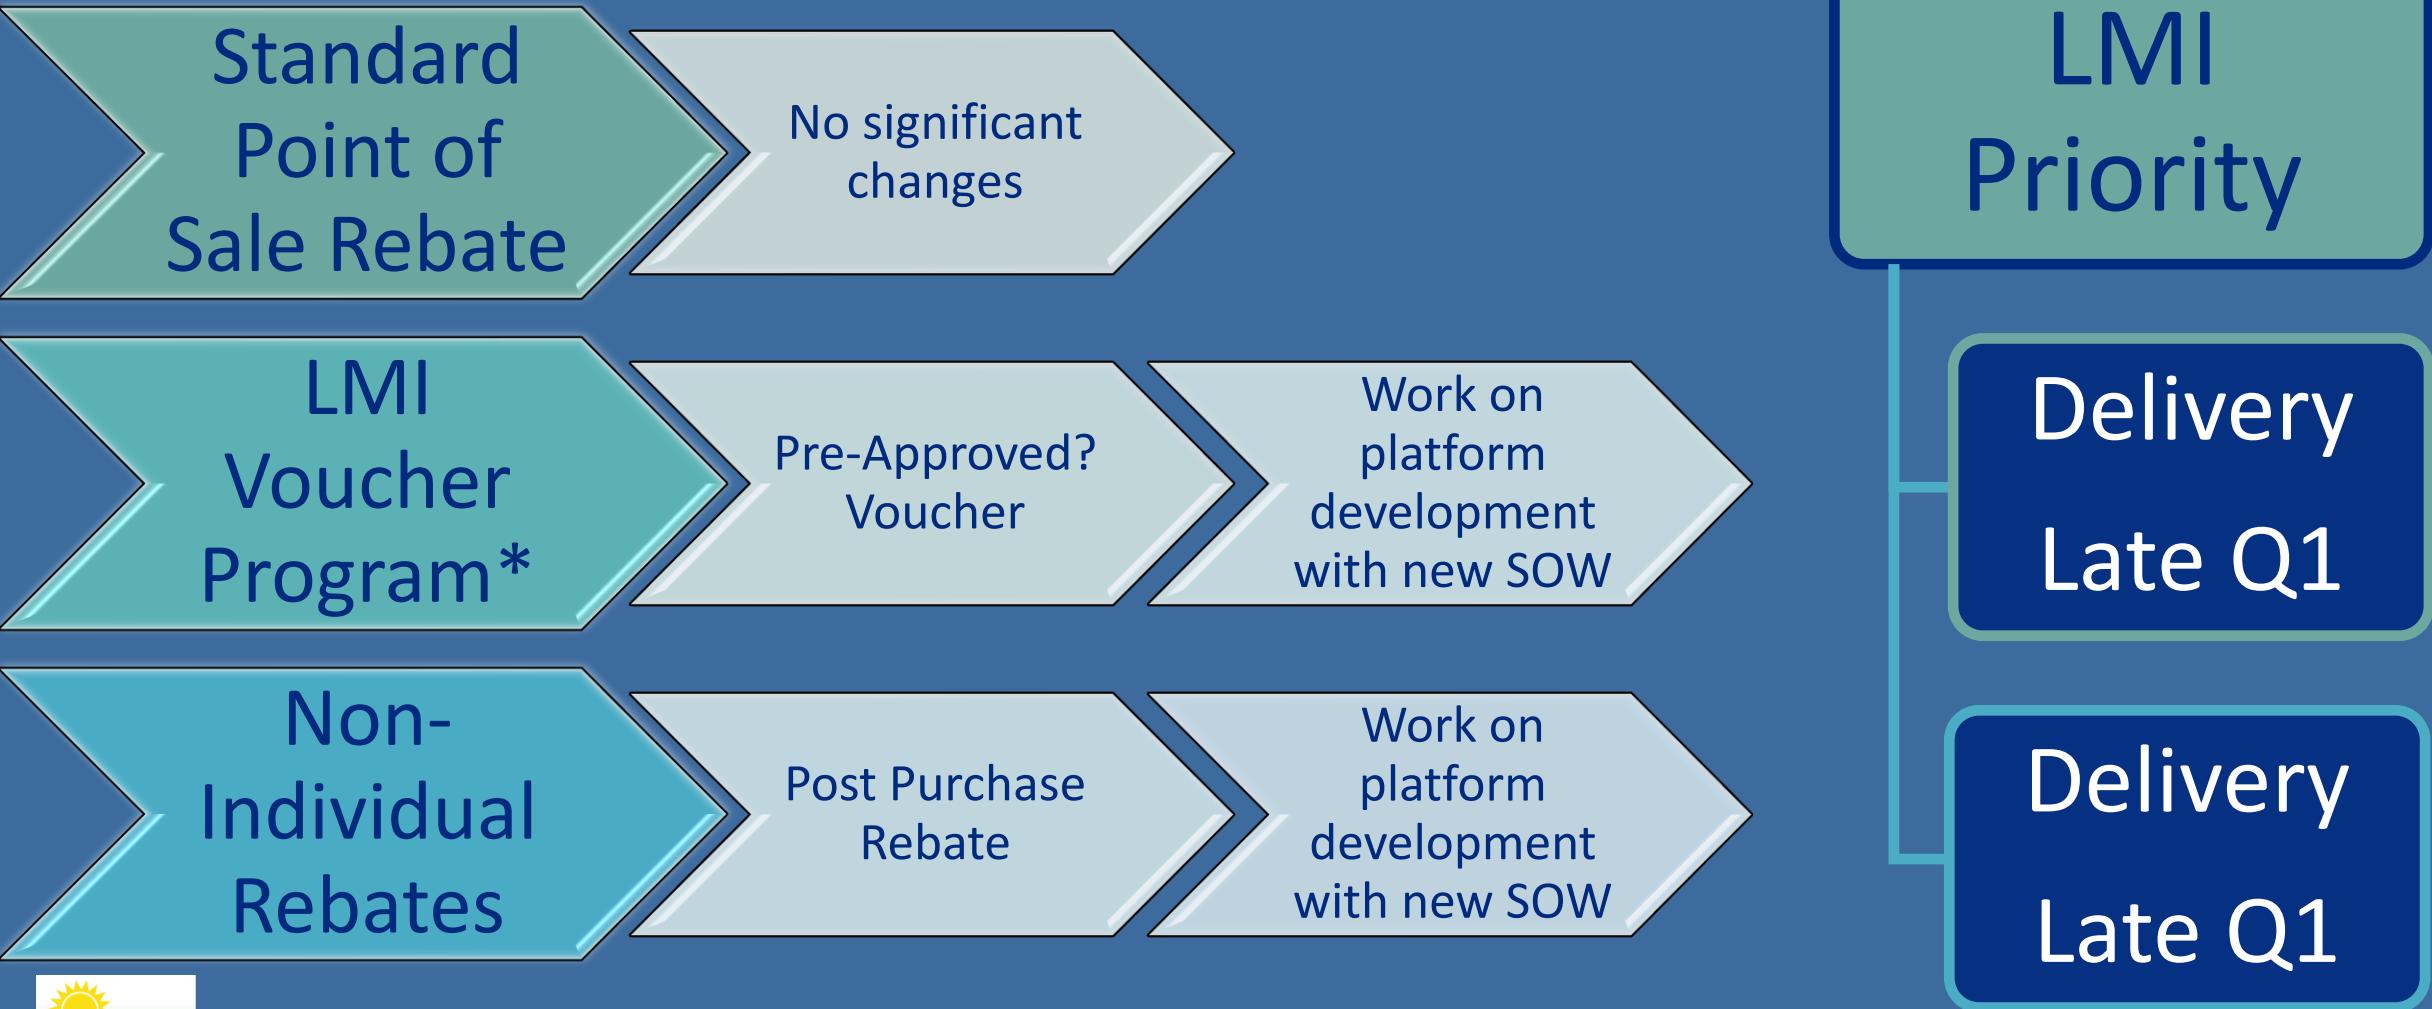 Standard
Point of
Sale Rebate
No significant
changes
LMI
Voucher
Program*
Pre-Approved?
Voucher
Work on
platform
development
with new SOW
Non-
Individual
Rebates
Post Purchase
Rebate
Work on
platform
development
with new SOW
LMI
Priority
Delivery
Late Q1
Delivery
Late Q1